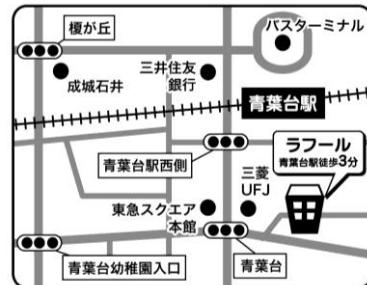 榎が丘
バスターミナル
成城石井
三井住友
銀行
青葉台駅
青葉台駅西側
ラフール
青葉台駅徒歩3分
三菱
UFJ
東急スクエア
本館
青葉台幼稚園入口
青葉台